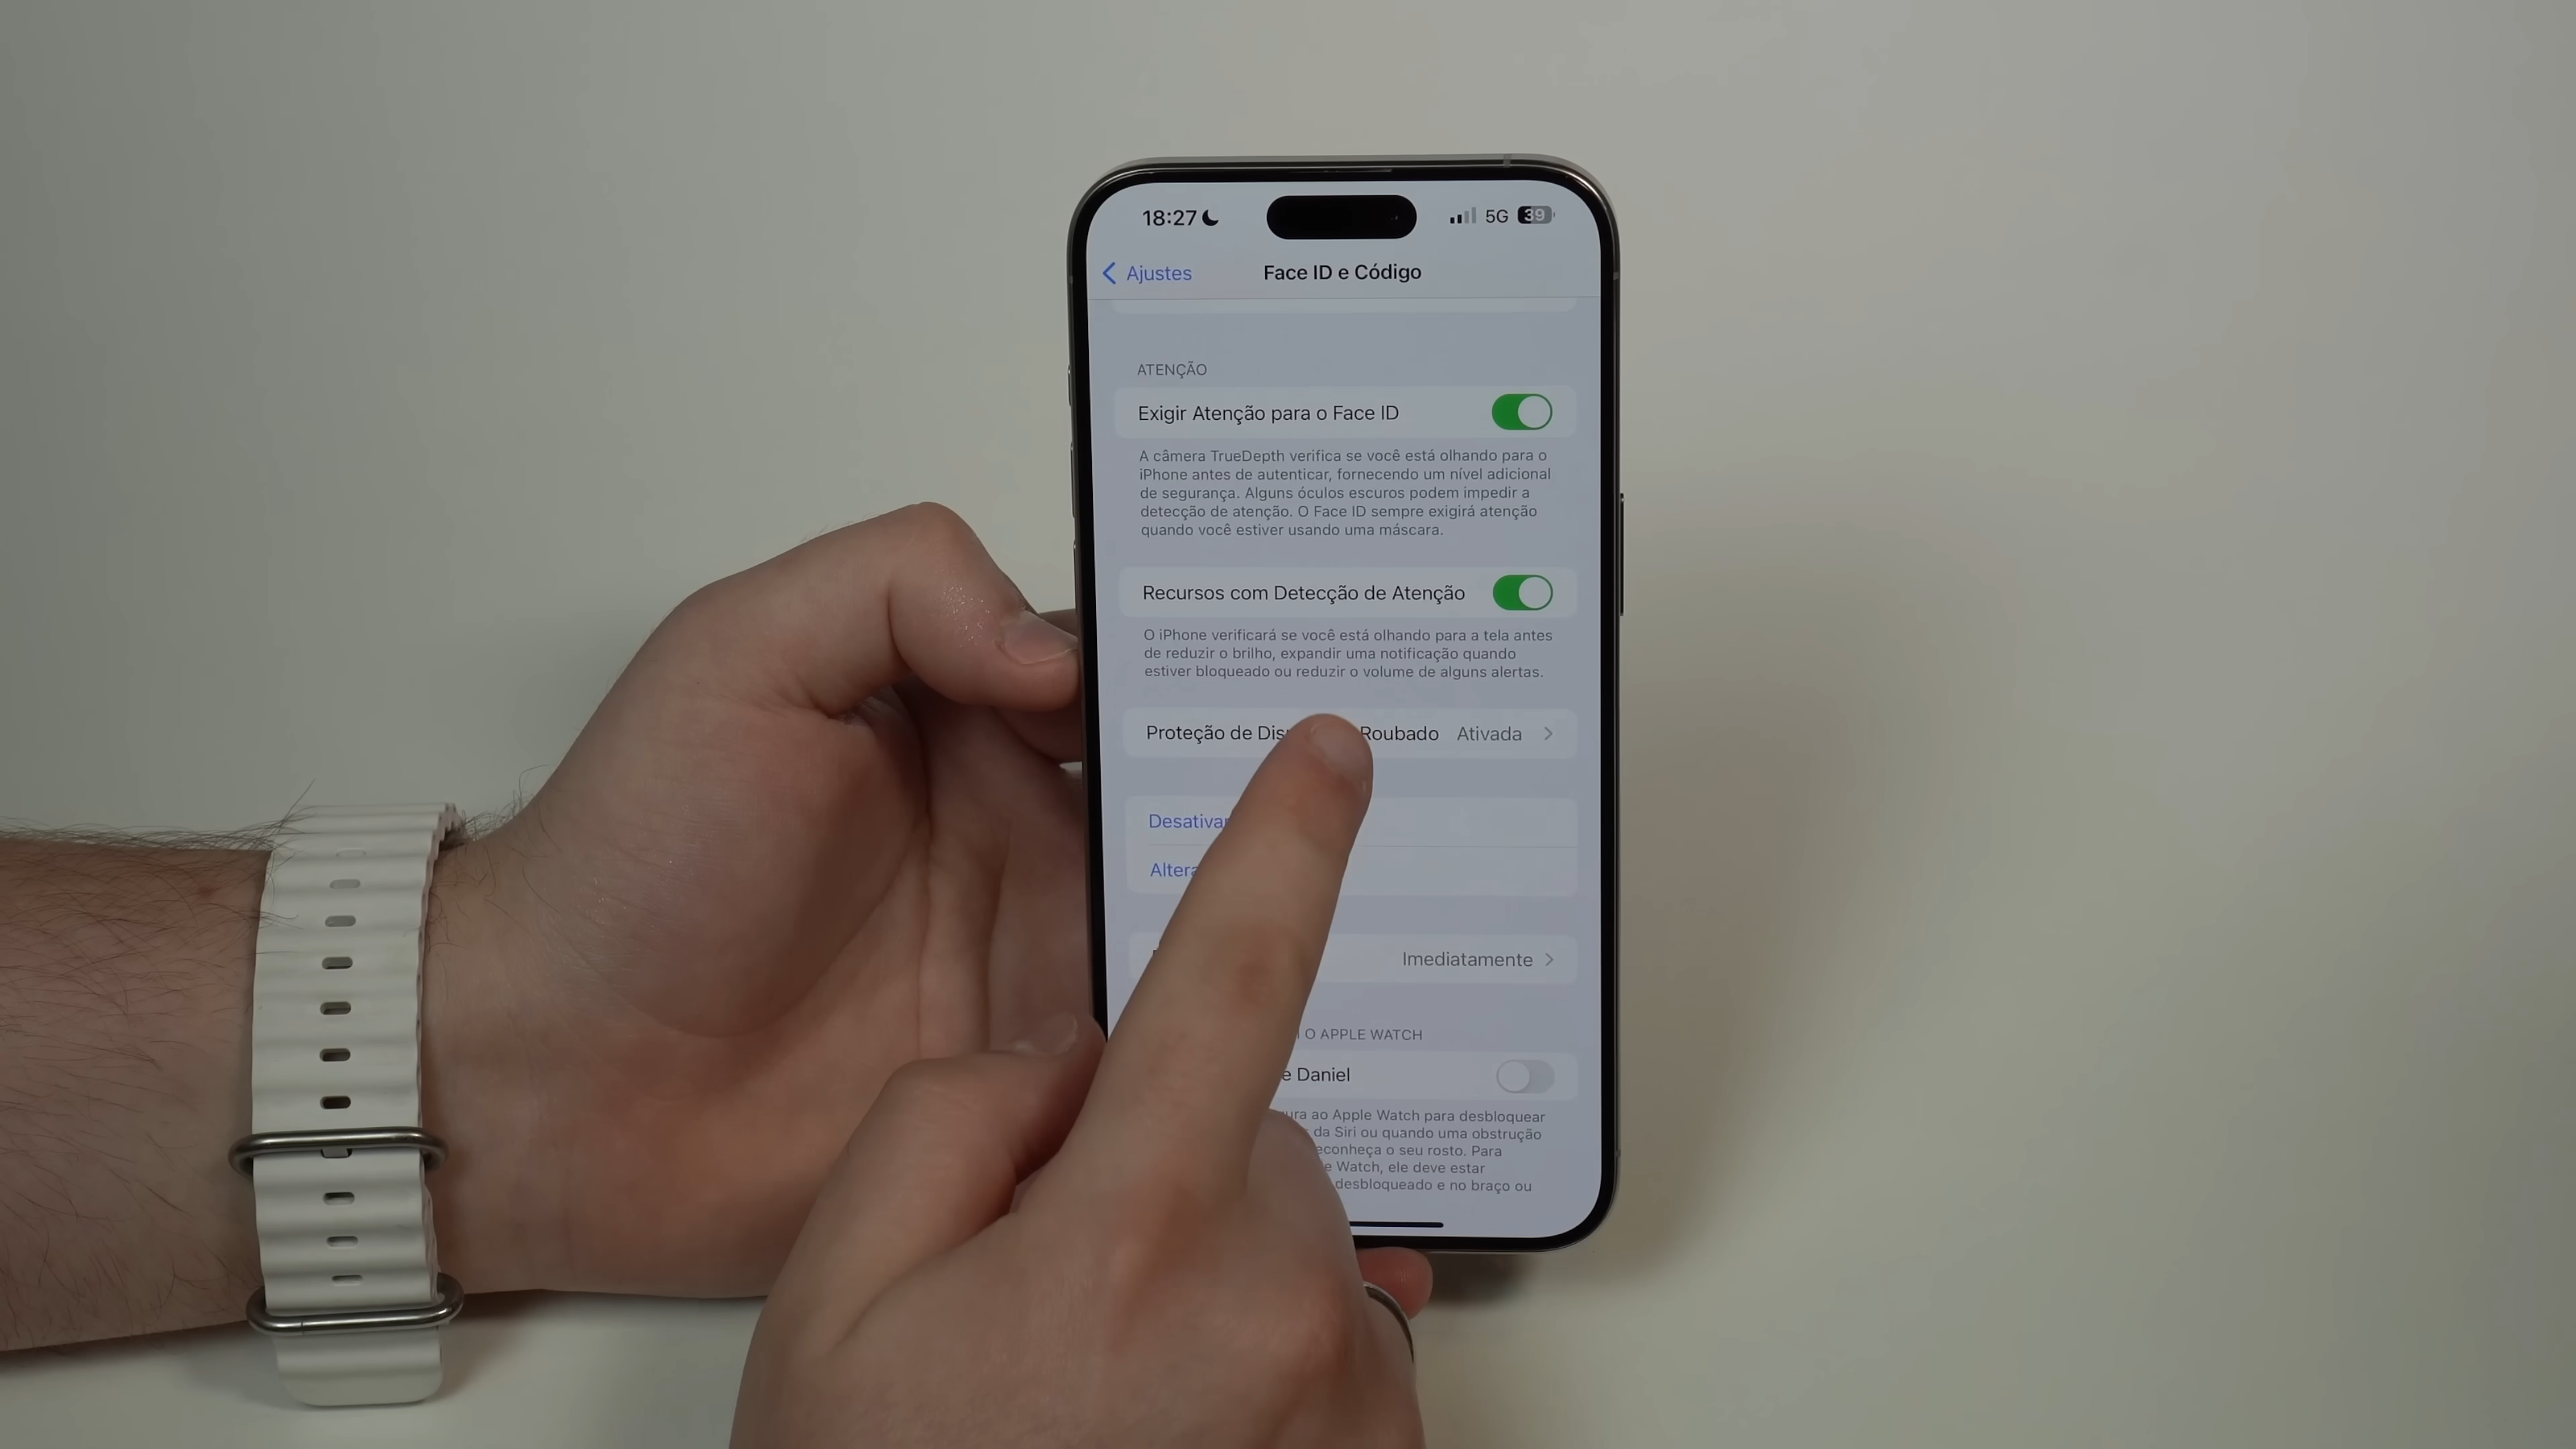 18:27 5G 39
Ajustes Face ID e Código
ATENÇÃO
Exigir Atenção para o Face ID
A câmera TrueDepth verifica se você está olhando para o
iPhone antes de autenticar, fornecendo um nível adicional
de segurança. Alguns óculos escuros podem impedir a
detecção de atenção. O Face ID sempre exigirá atenção
quando você estiver usando uma máscara.
Recursos com Detecção de Atenção
O iPhone verificará se você está olhando para a tela antes
de reduzir o brilho, expandir uma notificação quando
estiver bloqueado ou reduzir o volume de alguns alertas.
Proteção de Roubado Ativada
Imediatamente
O APPLE WATCH
e Daniel
ao Apple Watch para desbloquear
da Siri ou quando uma obstrução
o seu rosto. Para
Watch, ele deve estar
desbloqueado e no braço ou